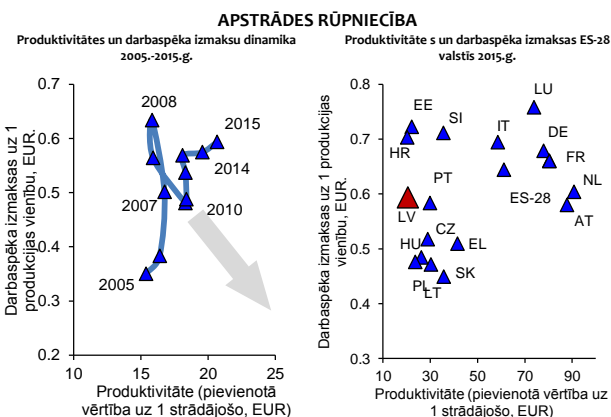 APSTRĀDES RŪPNIECĪBA
Produktivitātes un darbaspēka izmaksu dinamika
2005.-2015.g.
Darbaspēka izmaksas uz 1
produkcijas vienību, EUR.
0.7
0.6
0.5
0.4
0.3
0.2
2008
2015
2014
2007
2010
2005
10
15
20
25
Produktivitāte (pievienotā
vērtība uz 1 strādājošo, EUR)
Produktivitāte s un darbaspēka izmaksas ES-28
valstīs 2015.g.
Darbaspēka izmaksas uz 1 produkcijas
vienību, EUR.
0.8
0.7
0.6
0.5
0.4
0.3
LU
EE
SI
IT
DE
HR
FR
PT
NL
ES-28
LV
AT
CZ
HU
EL
SK
PL
LT
10
30
50
70
90
Produktivitāte (pievienotā vērtība uz
1 strādājošo, EUR)